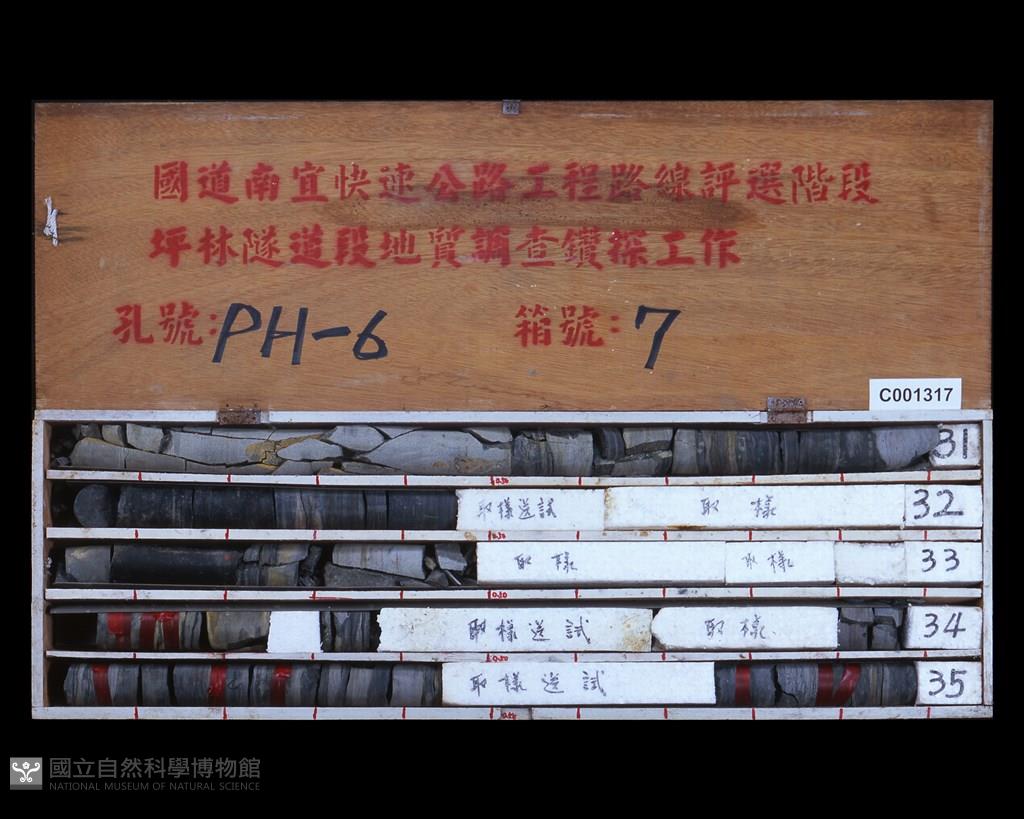 國道南宜快速公路工程路線評選階段
坪林隧道段地質調查鑽探工作
孔號:PH-6 箱號:7
C001317
31
取樣送試 取樣 32
取樣 取樣 33
取樣送試 取樣 34
取樣送試 35
國立自然科學博物館
NATIONAL MUSEUM OF NATURAL SCIENCE